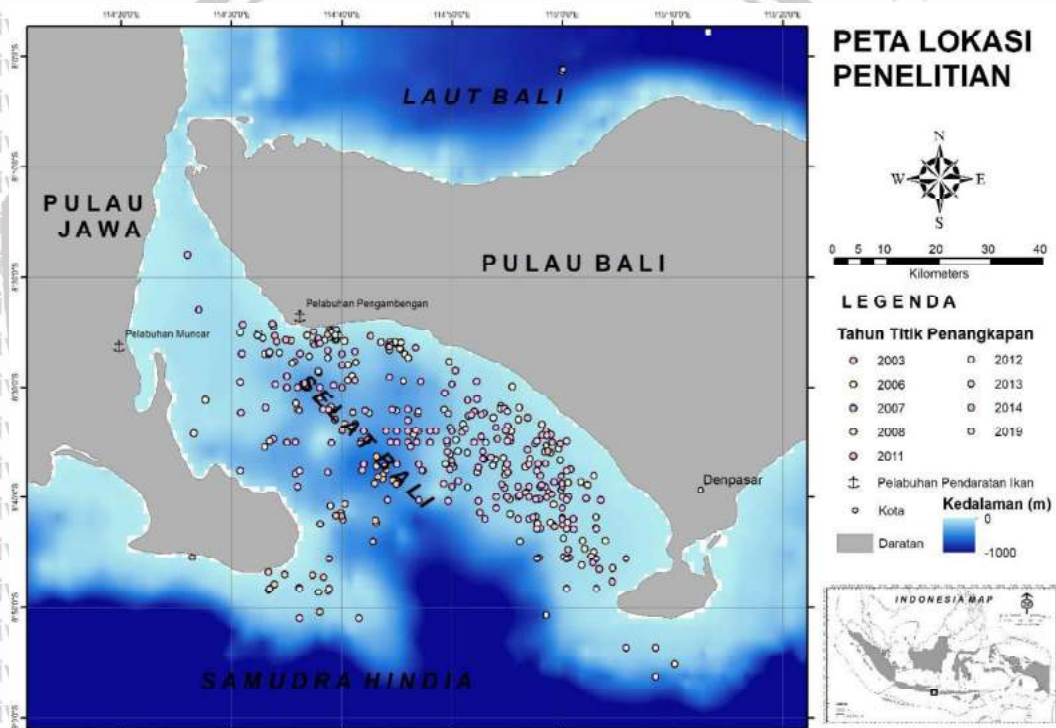 PETA LOKASI
PENELITIAN
N
W E
S
0 5 10 20 30 40
Kilometers
LEGENDA
Tahun Titik Penangkapan
2003 2012
2006 2013
2007 2014
2008 2019
2011
Pelabuhan Pendaratan Ikan
Kota
Daratan
Kedalaman (m)
0
-1000
INDONESIA MAP
LAUT BALI
PULAU
JAWA
PULAU BALI
Pelabuhan Pengambengan
Pelabuhan Muncar
SELAT BALI
Denpasar
SAMUDRA HINDIA